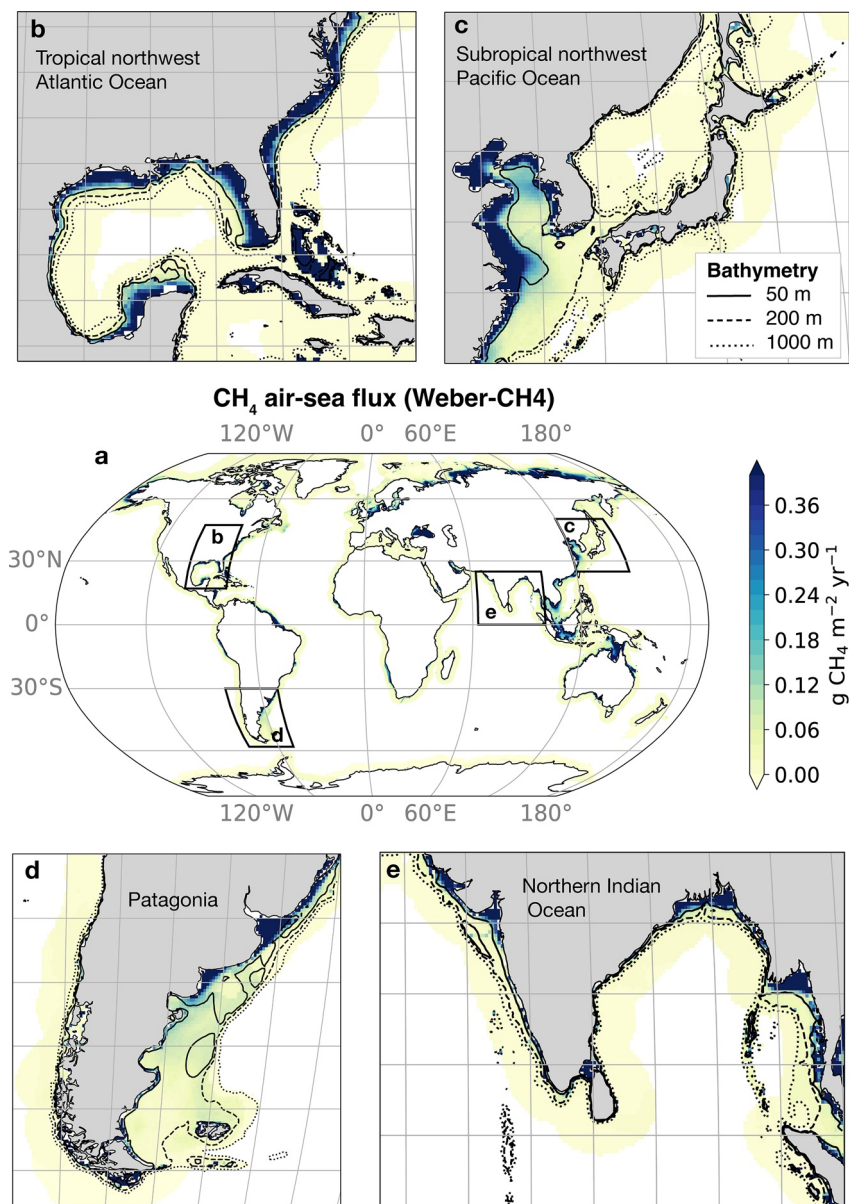 b
Tropical northwest
Atlantic Ocean
c
Subropical northwest
Pacific Ocean
Bathymetry
50 m
200 m
1000 m
CH₄ air-sea flux (Weber-CH4)
120°W 0° 60°E 180°
a
30°N
0°
30°S
b
c
e
d
120°W 0° 60°E 180°
0.36
0.30
0.24
0.18
0.12
0.06
0.00
g CH₄ m⁻² yr⁻¹
d
Patagonia
e
Northern Indian
Ocean